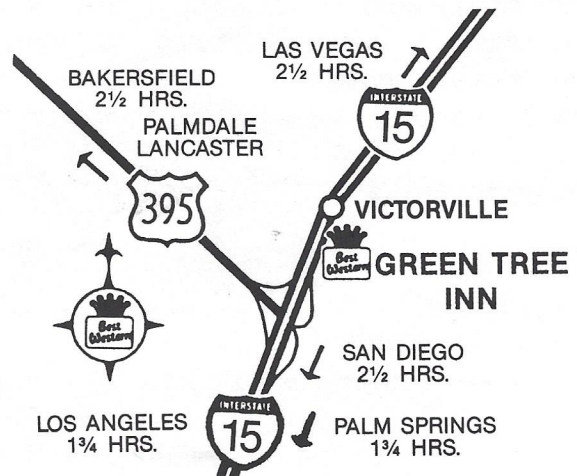 LAS VEGAS
2½ HRS.
BAKERSFIELD
2½ HRS.
PALMDALE
LANCASTER
INTERSTATE
15
395
VICTORVILLE
Best
Western
GREEN TREE
INN
Best
Western
SAN DIEGO
2½ HRS.
LOS ANGELES
1¾ HRS.
INTERSTATE
15
PALM SPRINGS
1¾ HRS.